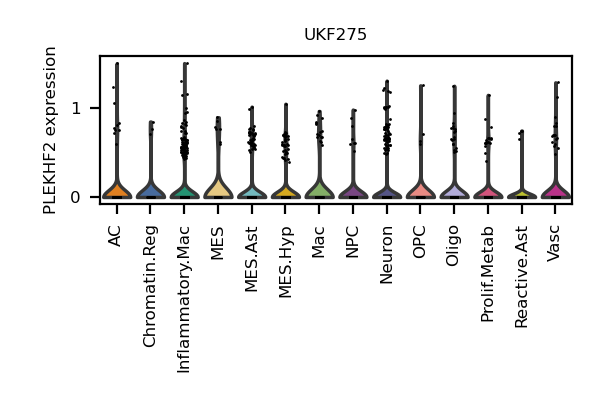 UKF275
PLEKHF2 expression
1
0
AC
Chromatin.Reg
Inflammatory.Mac
MES
MES.Ast
MES.Hyp
Mac
NPC
Neuron
OPC
Oligo
Prolif.Metab
Reactive.Ast
Vasc